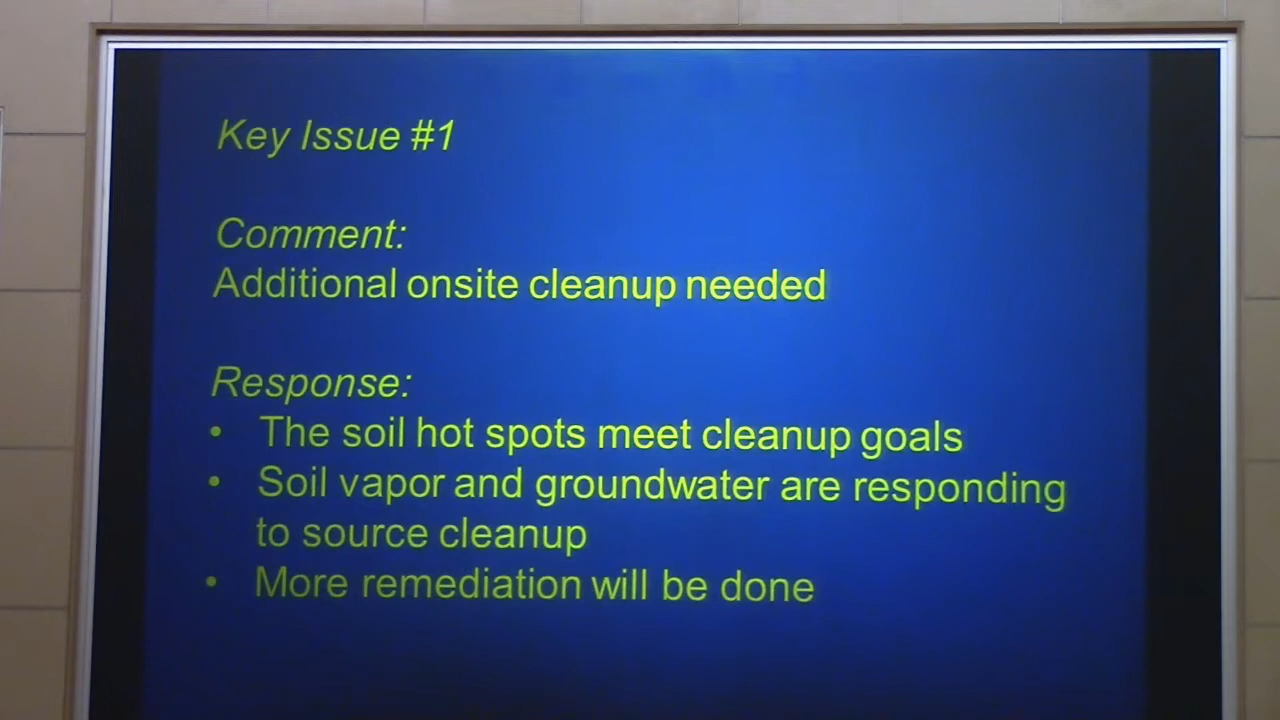 Key Issue #1
Comment:
Additional onsite cleanup needed
Response:
• The soil hot spots meet cleanup goals
• Soil vapor and groundwater are responding
to source cleanup
• More remediation will be done